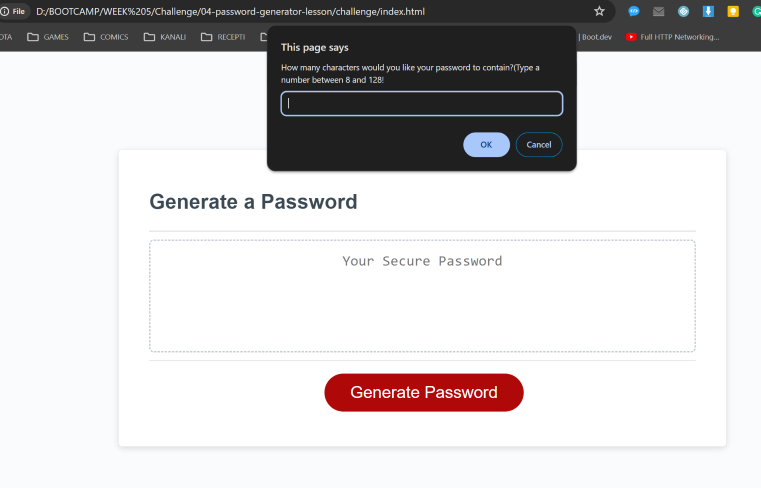 File D:/BOOTCAMP/WEEK%205/Challenge/04-password-generator-lesson/challenge/index.html
OTA GAMES COMICS KANALI RECEPTI | Boot.dev Full HTTP Networking...
This page says
How many characters would you like your password to contain?(Type a
number between 8 and 128!
OK Cancel
Generate a Password
Your Secure Password
Generate Password